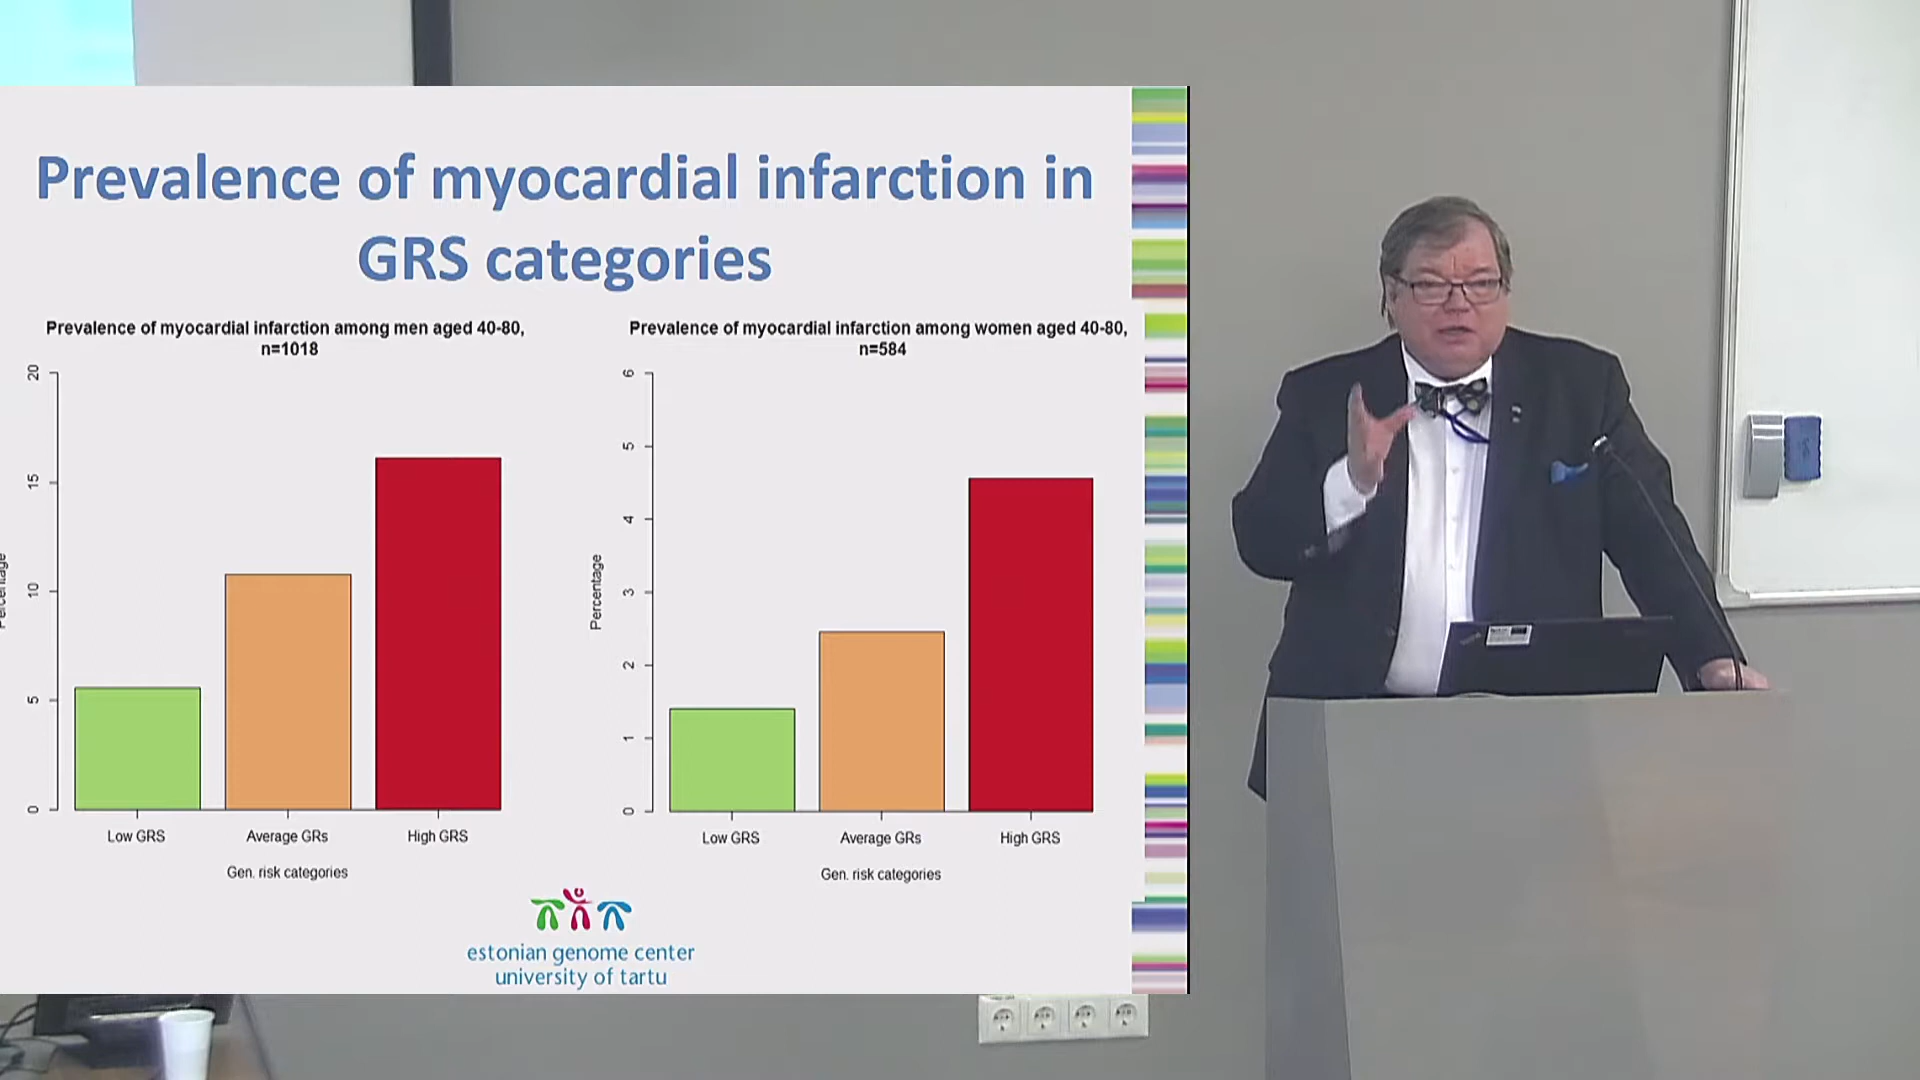 Prevalence of myocardial infarction in
GRS categories
Prevalence of myocardial infarction among men aged 40-80,
n=1018
20
15
10
5
0
Percentage
Low GRS
Average GRs
High GRS
Gen. risk categories
Prevalence of myocardial infarction among women aged 40-80,
n=584
6
5
4
3
2
1
0
Percentage
Low GRS
Average GRs
High GRS
Gen. risk categories
estonian genome center
university of tartu